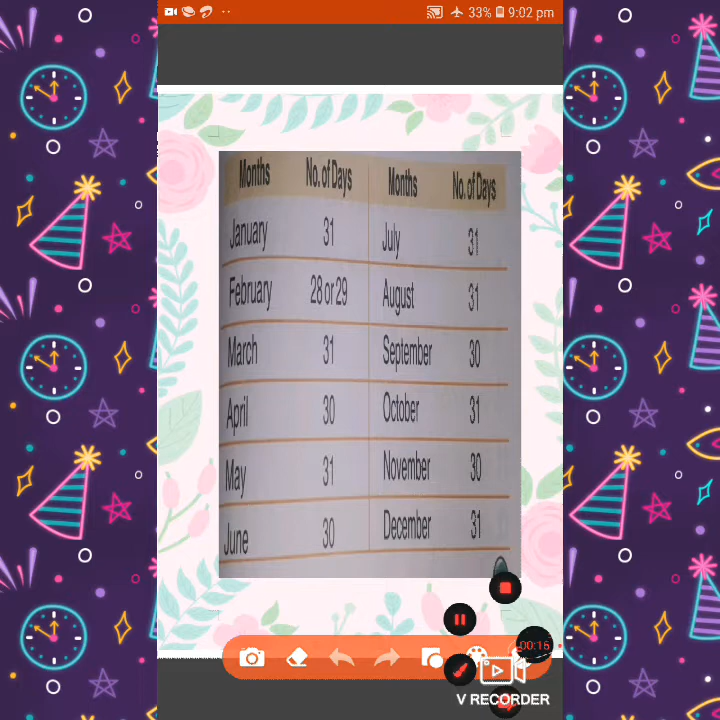 33% 9:02 pm
Months No. of Days Months No. of Days
January 31 July 31
February 28 or 29 August 31
March 31 September 30
April 30 October 31
May 31 November 30
June 30 December 31
00:15
V RECORDER